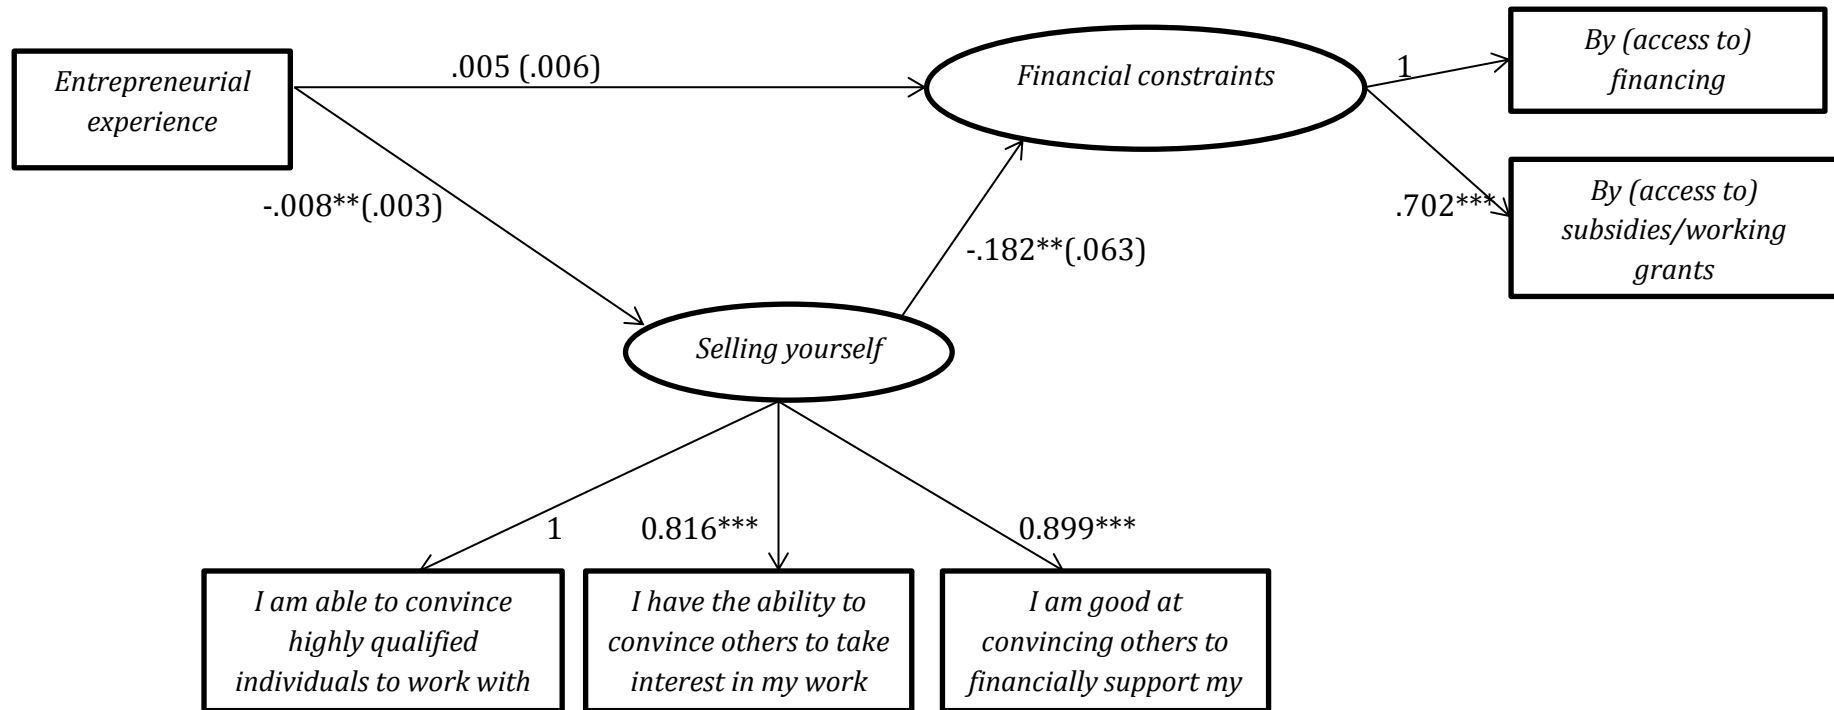 Entrepreneurial
experience
.005 (.006)
Financial constraints
1
By (access to)
financing
-.008**(.003)
-.182**(.063)
.702***
By (access to)
subsidies/working
grants
Selling yourself
1
0.816***
0.899***
I am able to convince
highly qualified
individuals to work with
I have the ability to
convince others to take
interest in my work
I am good at
convincing others to
financially support my